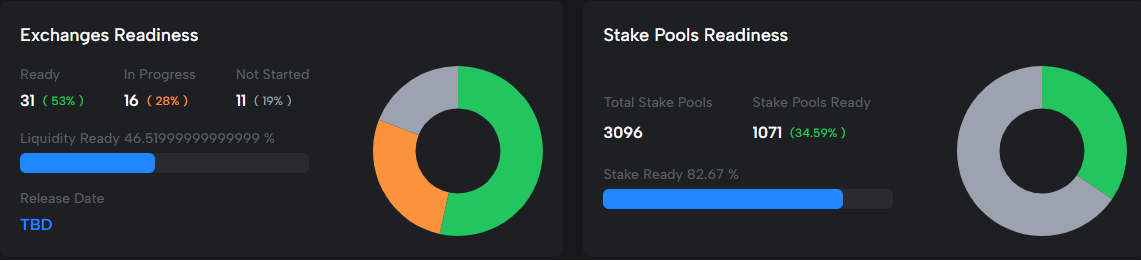 Exchanges Readiness
Ready In Progress Not Started
31 ( 53% ) 16 ( 28% ) 11 ( 19% )
Liquidity Ready 46.51999999999999 %
Release Date
TBD
Stake Pools Readiness
Total Stake Pools Stake Pools Ready
3096 1071 (34.59% )
Stake Ready 82.67 %